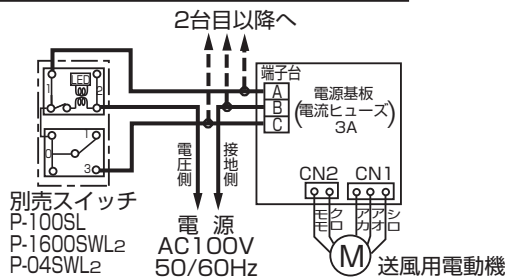 2台目以降へ
LED
1
2
端子台
A
B
C
電源基板
(電流ヒューズ)
3A
1
0
3
電圧側
接地側
CN2
CN1
モモ
クロ
アカ
アオ
シロ
別売スイッチ
P-100SL
P-1600SWL2
P-04SWL2
電 源
AC100V
50/60Hz
M
送風用電動機